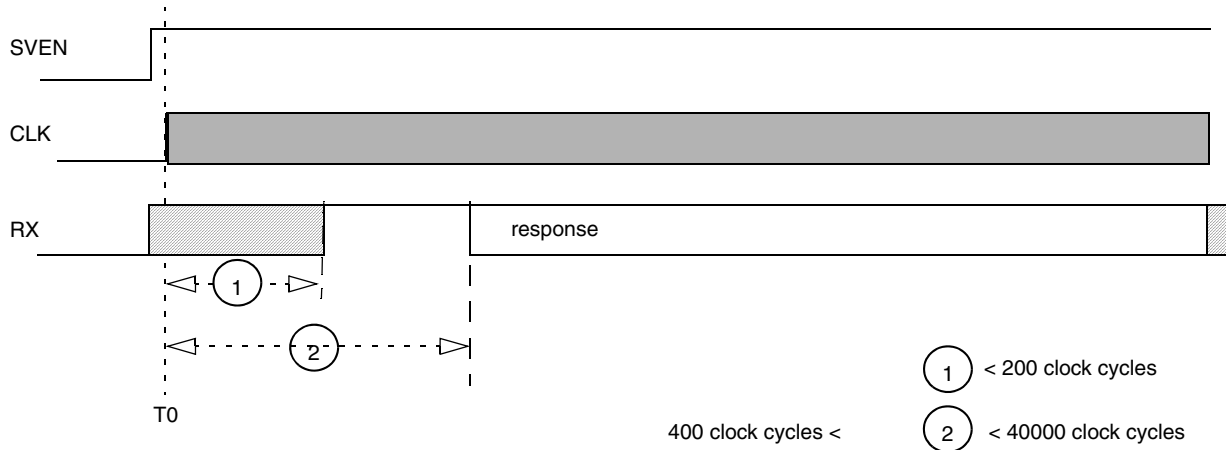 SVEN
CLK
RX
response
1
2
T0
1 < 200 clock cycles
400 clock cycles < 2 < 40000 clock cycles